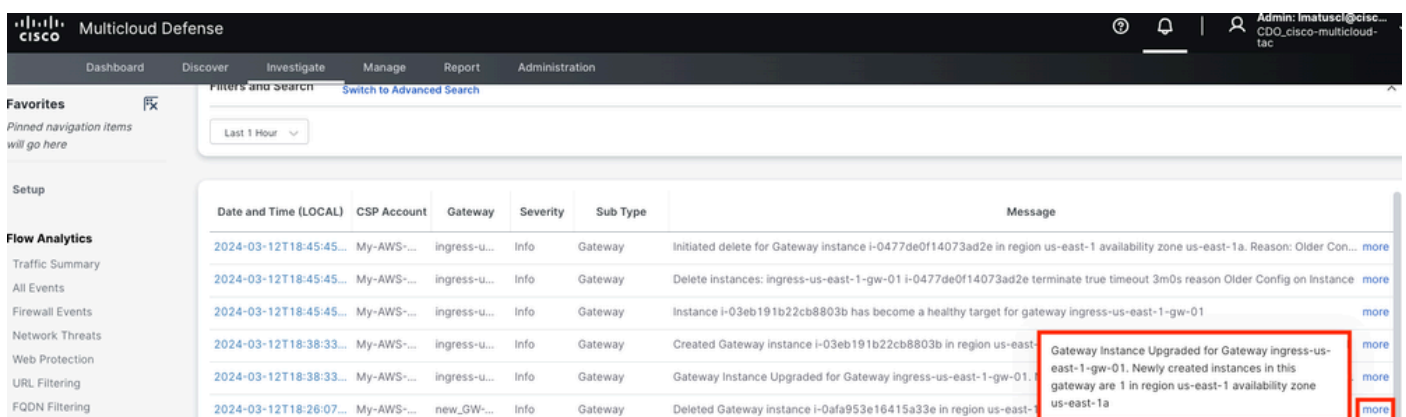 cisco Multicloud Defense
Admin: lmatuscl@cisc...
CDO_cisco-multicloud-
tac
Dashboard Discover Investigate Manage Report Administration
Favorites
Pinned navigation items
will go here
Setup
Flow Analytics
Traffic Summary
All Events
Firewall Events
Network Threats
Web Protection
URL Filtering
FQDN Filtering
Filters and Search Switch to Advanced Search
Last 1 Hour
Date and Time (LOCAL) CSP Account Gateway Severity Sub Type Message
2024-03-12T18:45:45... My-AWS-... ingress-u... Info Gateway Initiated delete for Gateway instance i-0477de0f14073ad2e in region us-east-1 availability zone us-east-1a. Reason: Older Con... more
2024-03-12T18:45:45... My-AWS-... ingress-u... Info Gateway Delete instances: ingress-us-east-1-gw-01 i-0477de0f14073ad2e terminate true timeout 3m0s reason Older Config on Instance more
2024-03-12T18:45:45... My-AWS-... ingress-u... Info Gateway Instance i-03eb191b22cb8803b has become a healthy target for gateway ingress-us-east-1-gw-01 more
2024-03-12T18:38:33... My-AWS-... ingress-u... Info Gateway Created Gateway instance i-03eb191b22cb8803b in region us-east- more
2024-03-12T18:38:33... My-AWS-... ingress-u... Info Gateway Gateway Instance Upgraded for Gateway ingress-us-east-1-gw-01. more
2024-03-12T18:26:07... My-AWS-... new_GW-... Info Gateway Deleted Gateway instance i-0afa953e16415a33e in region us-east-1 more
Gateway Instance Upgraded for Gateway ingress-us-
east-1-gw-01. Newly created instances in this
gateway are 1 in region us-east-1 availability zone
us-east-1a